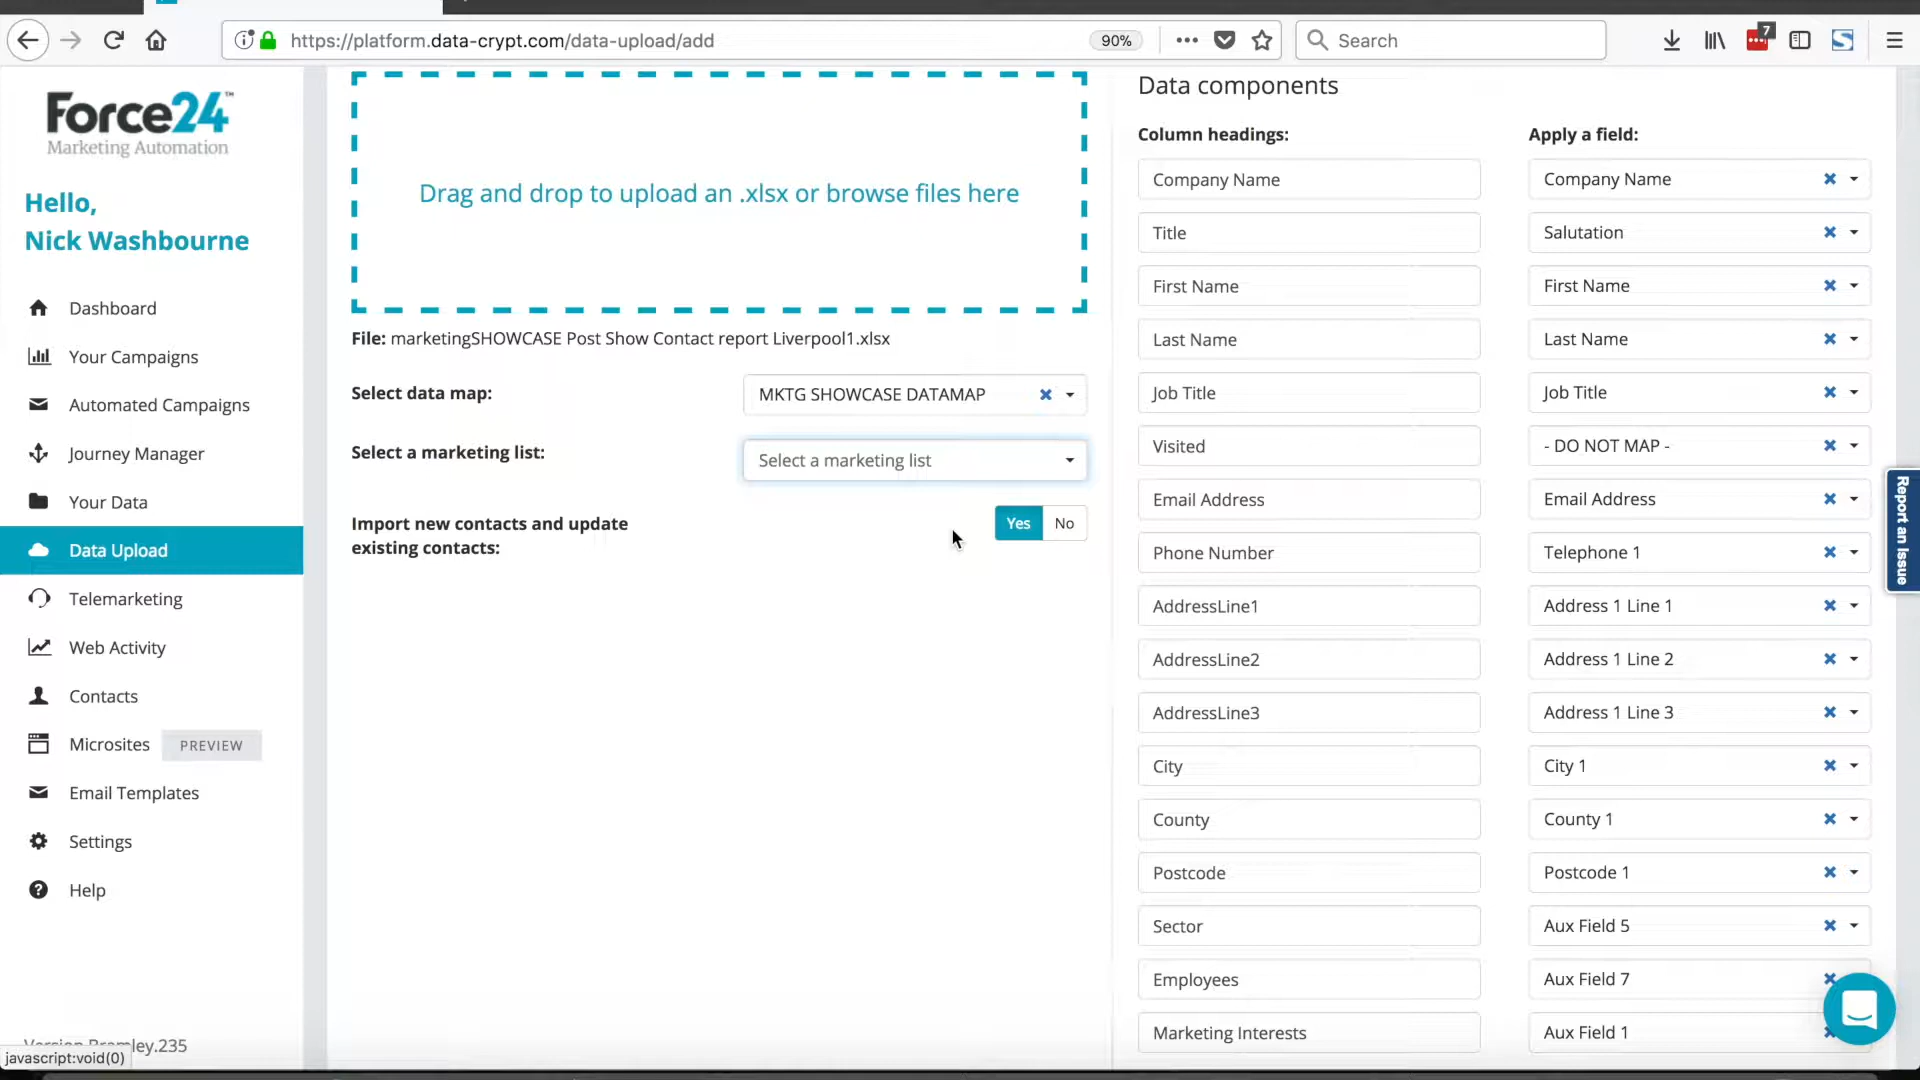 https://platform.data-crypt.com/data-upload/add
90%
Search
7
Force24™
Marketing Automation
Hello,
Nick Washbourne
Dashboard
Your Campaigns
Automated Campaigns
Journey Manager
Your Data
Data Upload
Telemarketing
Web Activity
Contacts
Microsites PREVIEW
Email Templates
Settings
Help
Version Bramley.235
javascript:void(0)
Drag and drop to upload an .xlsx or browse files here
File: marketingSHOWCASE Post Show Contact report Liverpool1.xlsx
Select data map: MKTG SHOWCASE DATAMAP
Select a marketing list: Select a marketing list
Import new contacts and update
existing contacts:
Yes No
Data components
Column headings: Apply a field:
Company Name Company Name
Title Salutation
First Name First Name
Last Name Last Name
Job Title Job Title
Visited - DO NOT MAP -
Email Address Email Address
Phone Number Telephone 1
AddressLine1 Address 1 Line 1
AddressLine2 Address 1 Line 2
AddressLine3 Address 1 Line 3
City City 1
County County 1
Postcode Postcode 1
Sector Aux Field 5
Employees Aux Field 7
Marketing Interests Aux Field 1
Report an Issue